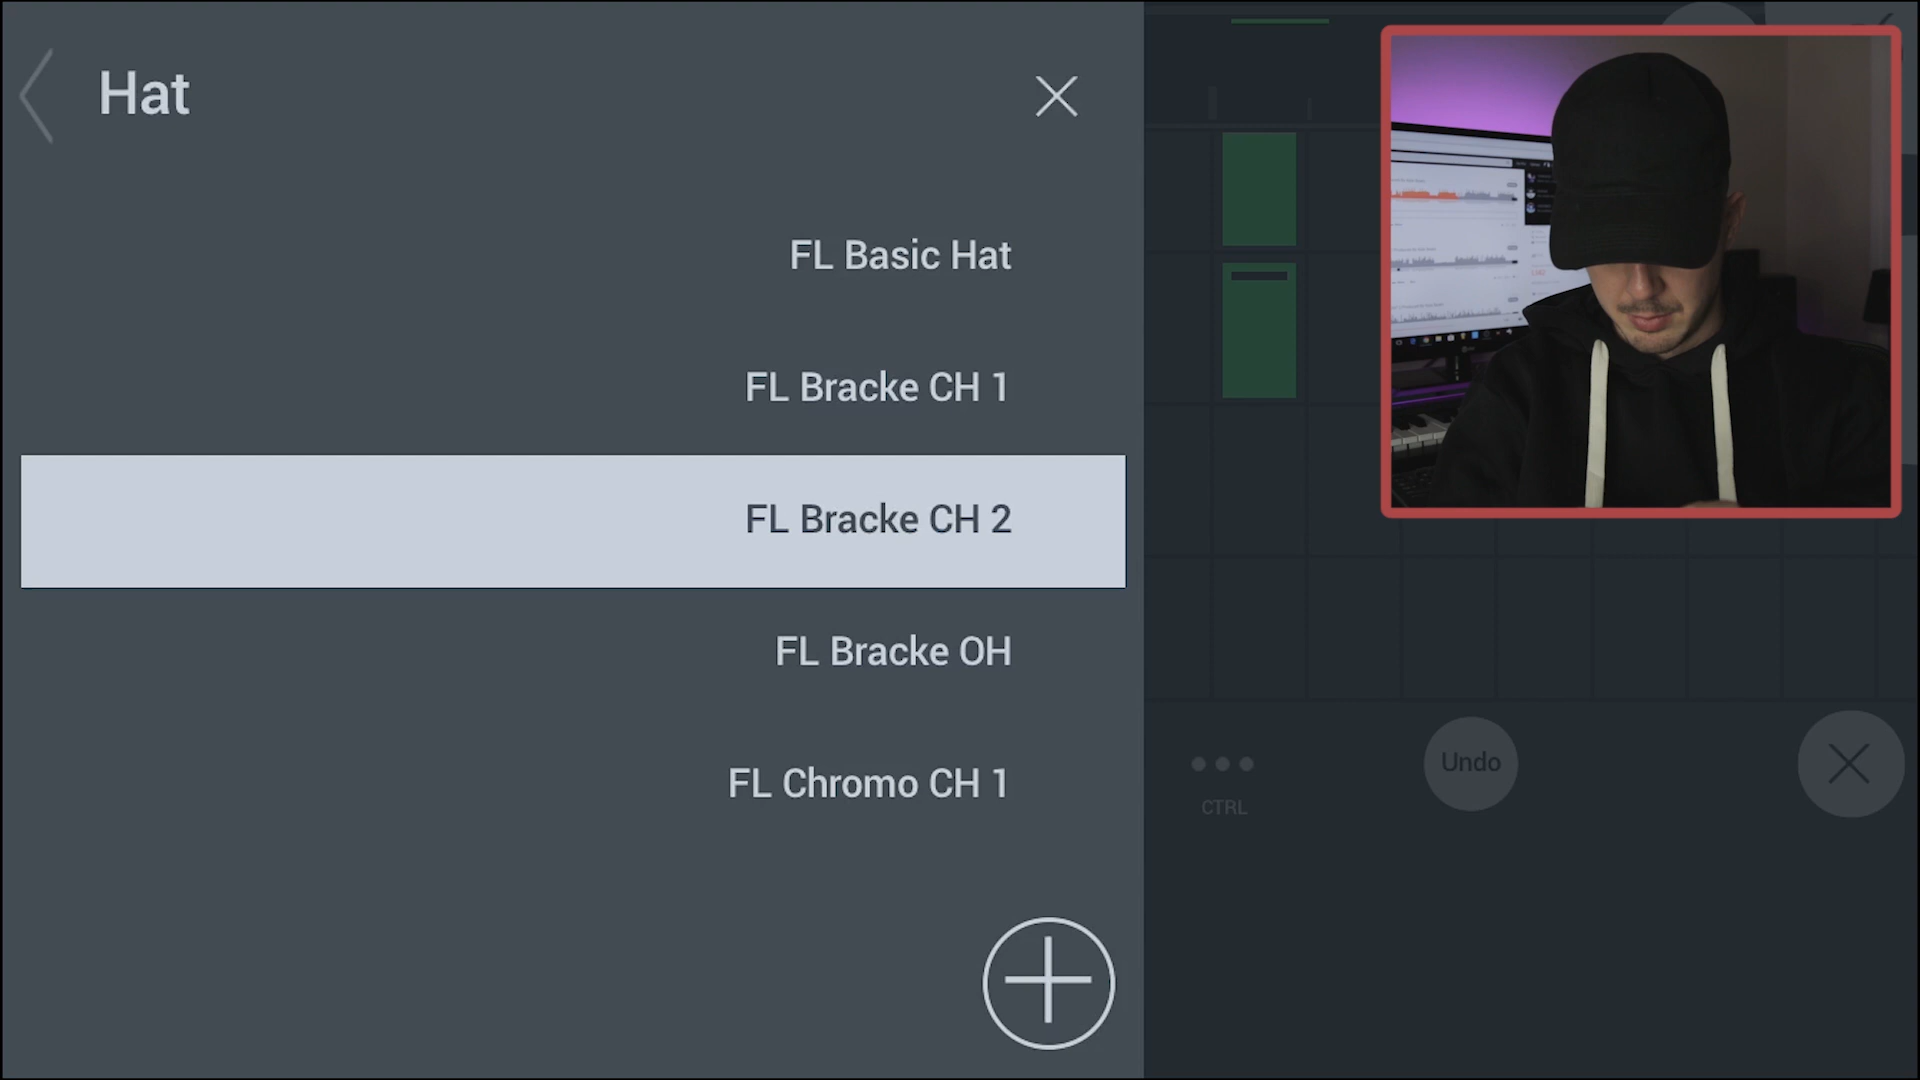 Hat
FL Basic Hat
FL Bracke CH 1
FL Bracke CH 2
FL Bracke OH
FL Chromo CH 1
Undo
CTRL